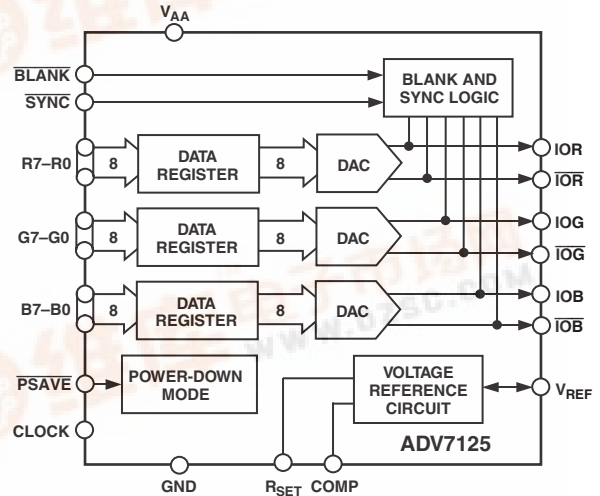 VAA
BLANK
SYNC
BLANK AND
SYNC LOGIC
R7–R0
8
DATA
REGISTER
8
DAC
IOR
IOR
G7–G0
8
DATA
REGISTER
8
DAC
IOG
IOG
B7–B0
8
DATA
REGISTER
8
DAC
IOB
IOB
PSAVE
POWER-DOWN
MODE
VOLTAGE
REFERENCE
CIRCUIT
VREF
CLOCK
ADV7125
GND
RSET
COMP